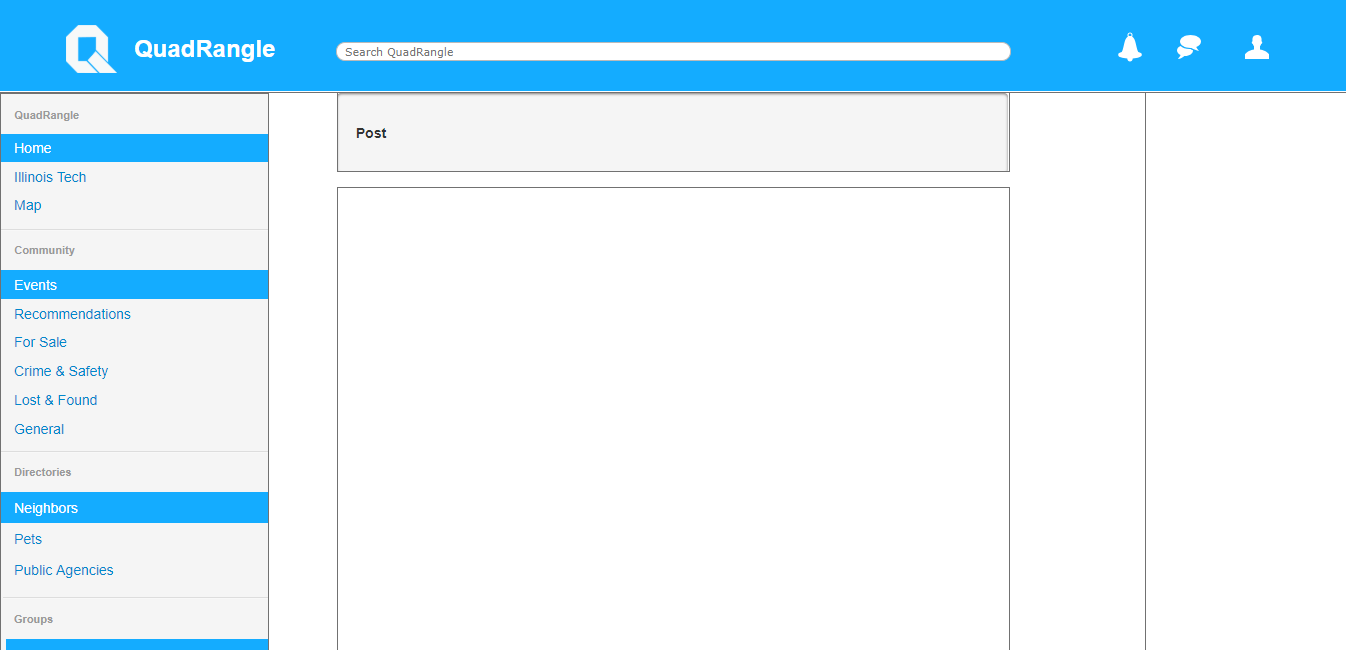 QuadRangle
Search QuadRangle
QuadRangle
Home
Illinois Tech
Map
Community
Events
Recommendations
For Sale
Crime & Safety
Lost & Found
General
Directories
Neighbors
Pets
Public Agencies
Groups
Post